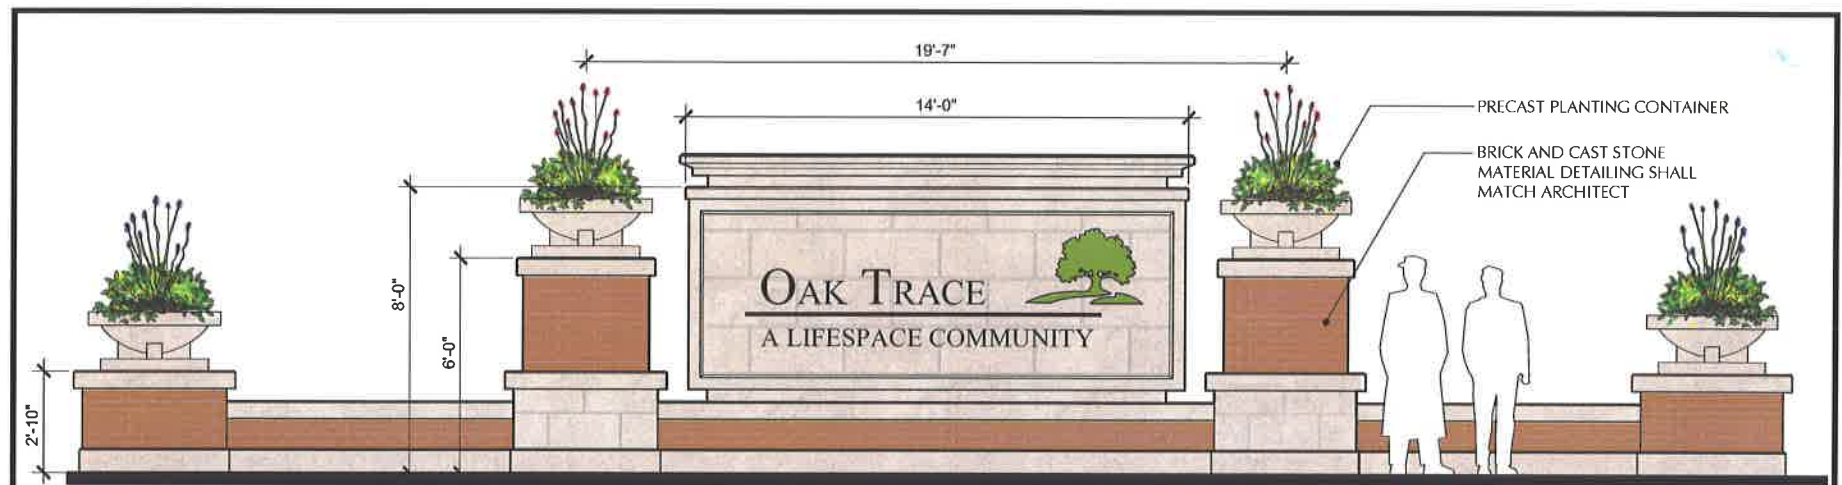 19'-7"
14'-0"
PRECAST PLANTING CONTAINER
BRICK AND CAST STONE
MATERIAL DETAILING SHALL
MATCH ARCHITECT
8'-0"
6'-0"
2'-10"
OAK TRACE
A LIFESPACE COMMUNITY